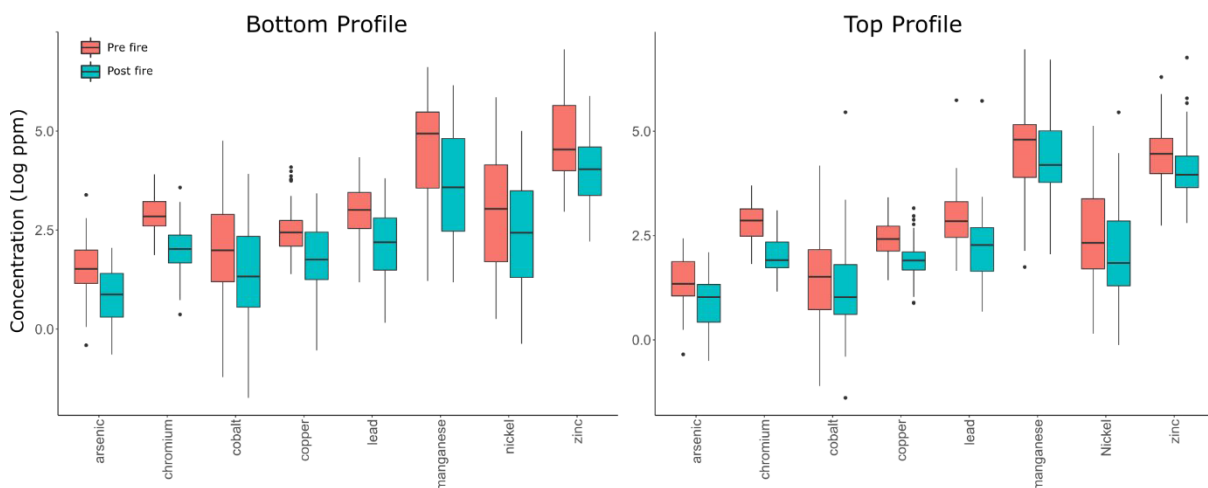 Bottom Profile
Top Profile
Pre fire
Post fire
Concentration (Log ppm)
5.0
2.5
0.0
5.0
2.5
0.0
arsenic
chromium
cobalt
copper
lead
manganese
nickel
zinc
arsenic
chromium
cobalt
copper
lead
manganese
Nickel
zinc